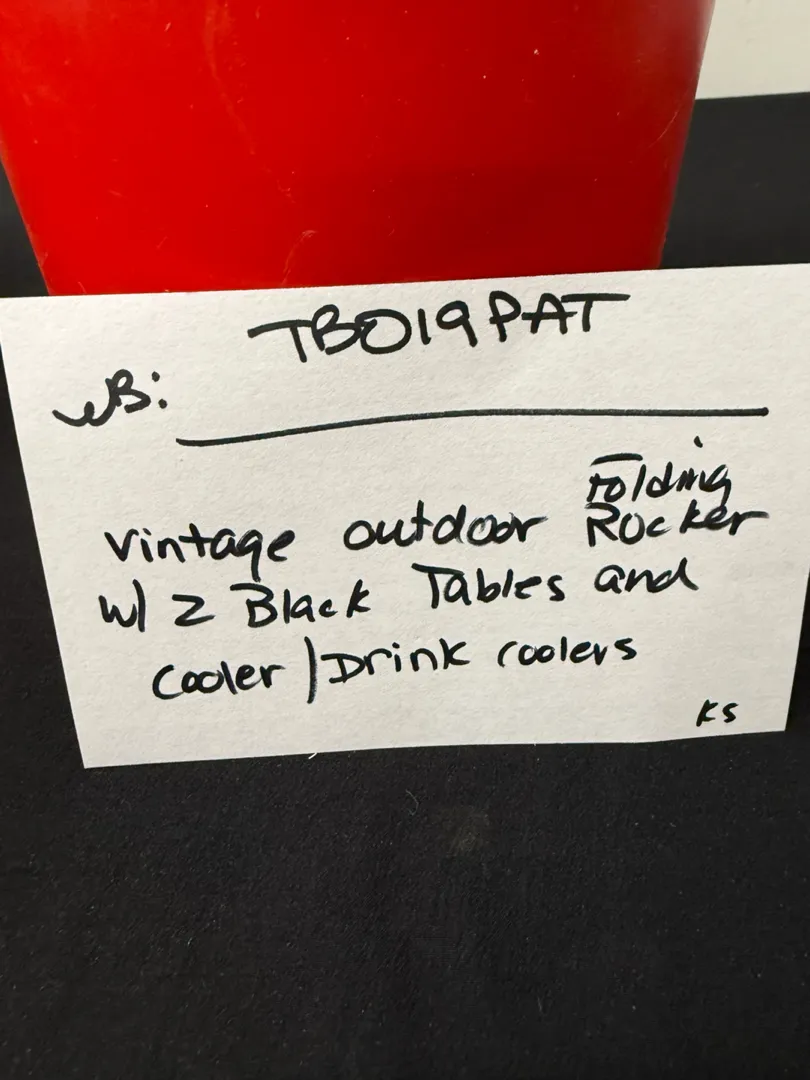 TB019PAT
WB:
Folding
vintage outdoor Rocker
w/ 2 Black Tables and
Cooler/Drink coolers
KS